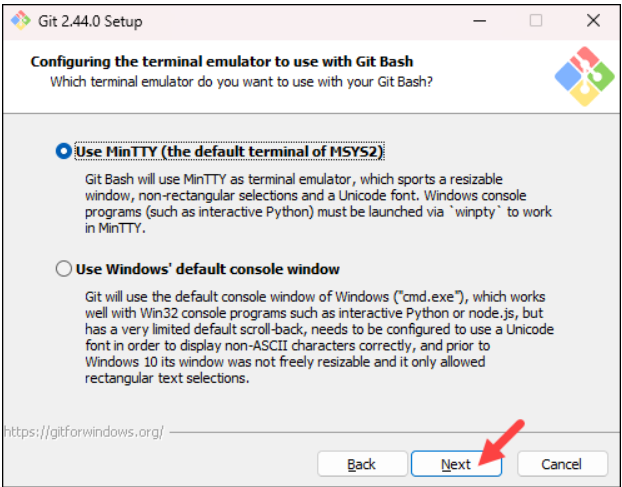 Git 2.44.0 Setup
Configuring the terminal emulator to use with Git Bash
Which terminal emulator do you want to use with your Git Bash?
Use MinTTY (the default terminal of MSYS2)
Git Bash will use MinTTY as terminal emulator, which sports a resizable
window, non-rectangular selections and a Unicode font. Windows console
programs (such as interactive Python) must be launched via `winpty` to work
in MinTTY.
Use Windows' default console window
Git will use the default console window of Windows ("cmd.exe"), which works
well with Win32 console programs such as interactive Python or node.js, but
has a very limited default scroll-back, needs to be configured to use a Unicode
font in order to display non-ASCII characters correctly, and prior to
Windows 10 its window was not freely resizable and it only allowed
rectangular text selections.
https://gitforwindows.org/
Back Next Cancel